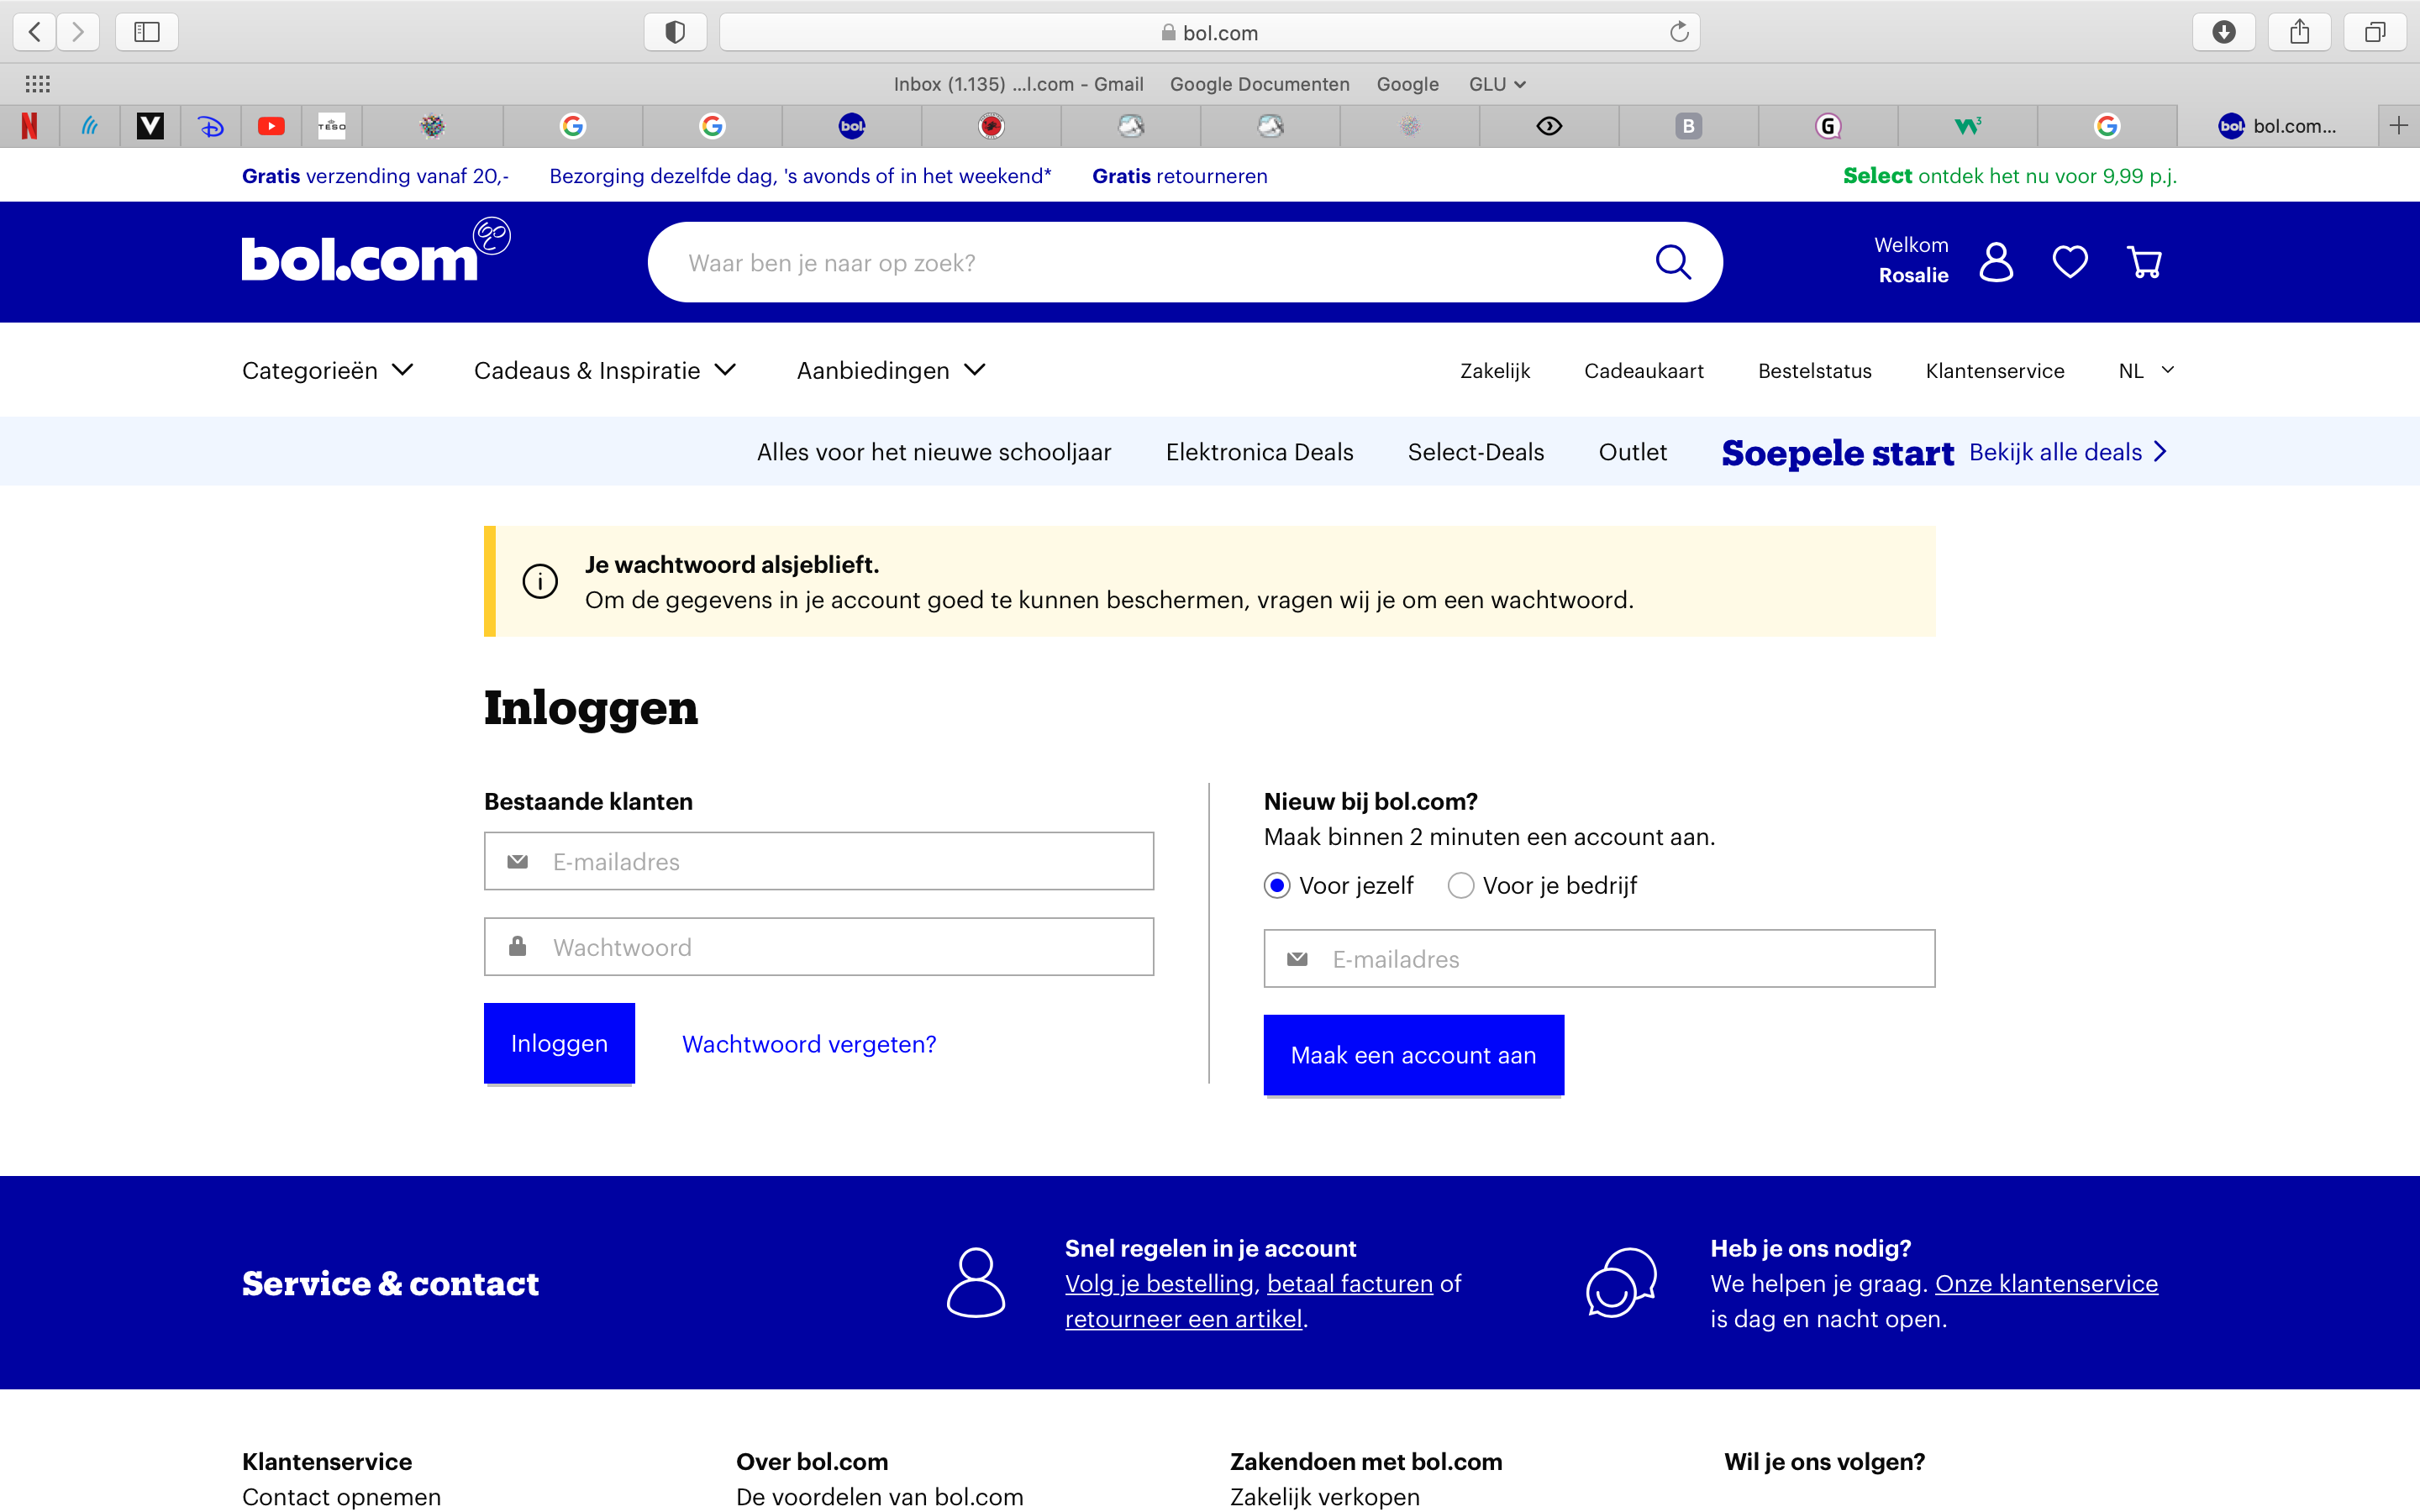 bol.com
Inbox (1.135) ...l.com - Gmail
Google Documenten
Google
GLU
TESO
bol.
B
G
bol. bol.com...
Gratis verzending vanaf 20,-
Bezorging dezelfde dag, 's avonds of in het weekend*
Gratis retourneren
Select ontdek het nu voor 9,99 p.j.
bol.com
Waar ben je naar op zoek?
Welkom
Rosalie
Categorieën
Cadeaus & Inspiratie
Aanbiedingen
Zakelijk
Cadeaukaart
Bestelstatus
Klantenservice
NL
Alles voor het nieuwe schooljaar
Elektronica Deals
Select-Deals
Outlet
Soepele start Bekijk alle deals
Je wachtwoord alsjeblieft.
Om de gegevens in je account goed te kunnen beschermen, vragen wij je om een wachtwoord.
Inloggen
Bestaande klanten
E-mailadres
Wachtwoord
Inloggen
Wachtwoord vergeten?
Nieuw bij bol.com?
Maak binnen 2 minuten een account aan.
Voor jezelf
Voor je bedrijf
E-mailadres
Maak een account aan
Service & contact
Snel regelen in je account
Volg je bestelling, betaal facturen of
retourneer een artikel.
Heb je ons nodig?
We helpen je graag. Onze klantenservice
is dag en nacht open.
Klantenservice
Contact opnemen
Over bol.com
De voordelen van bol.com
Zakendoen met bol.com
Zakelijk verkopen
Wil je ons volgen?